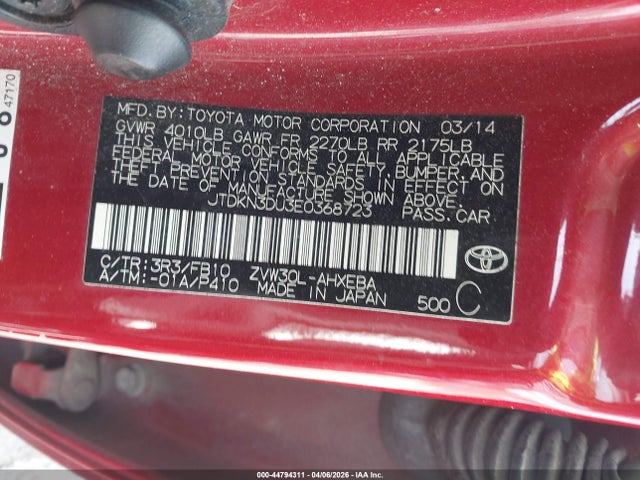 MFD.BY:TOYOTA MOTOR CORPORATION 03/14
GVWR 4010LB GAWR FR 2270LB RR 2175LB
THIS VEHICLE CONFORMS TO ALL APPLICABLE
FEDERAL MOTOR VEHICLE SAFETY,BUMPER,AND
THEFT PREVENTION STANDARDS IN EFFECT ON
THE DATE OF MANUFACTURE SHOWN ABOVE.
JTDKN3DU3E0368723 PASS.CAR
C/TR:3R3/FB10 ZVW30L-AHXEBA
A/TM:-01A/P410 MADE IN JAPAN 500 C
47170
000-44794311 - 04/06/2026 - IAA Inc.